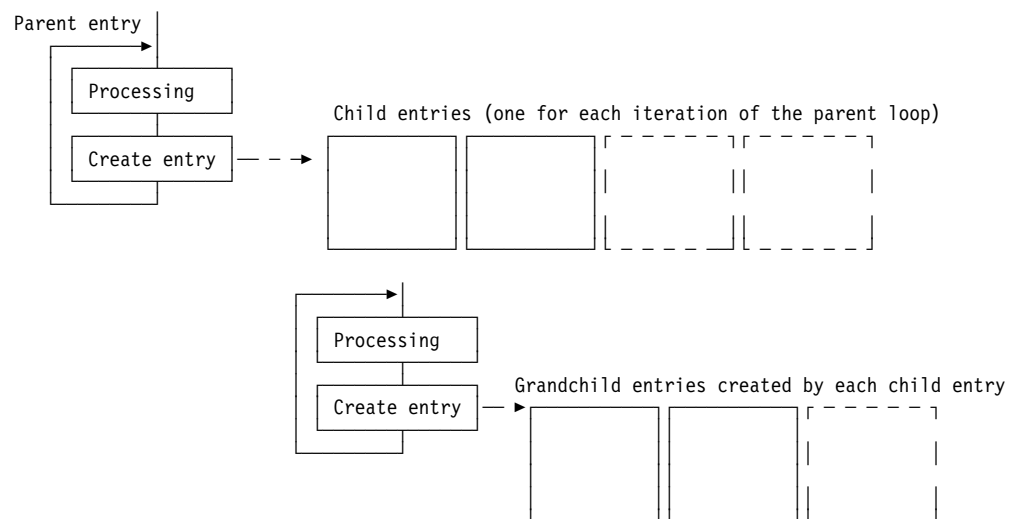 Parent entry
Processing
Child entries (one for each iteration of the parent loop)
Create entry
Processing
Grandchild entries created by each child entry
Create entry